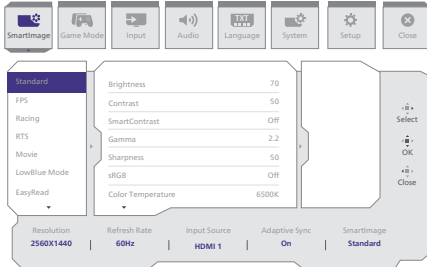 SmartImage Game Mode Input Audio TXT Language System Setup Close
Standard
FPS
Racing
RTS
Movie
LowBlue Mode
EasyRead
Brightness 70
Contrast 50
SmartContrast Off
Gamma 2.2
Sharpness 50
sRGB Off
Color Temperature 6500K
Select
OK
Close
Resolution Refresh Rate Input Source Adaptive Sync SmartImage
2560X1440 | 60Hz | HDMI 1 | On | Standard